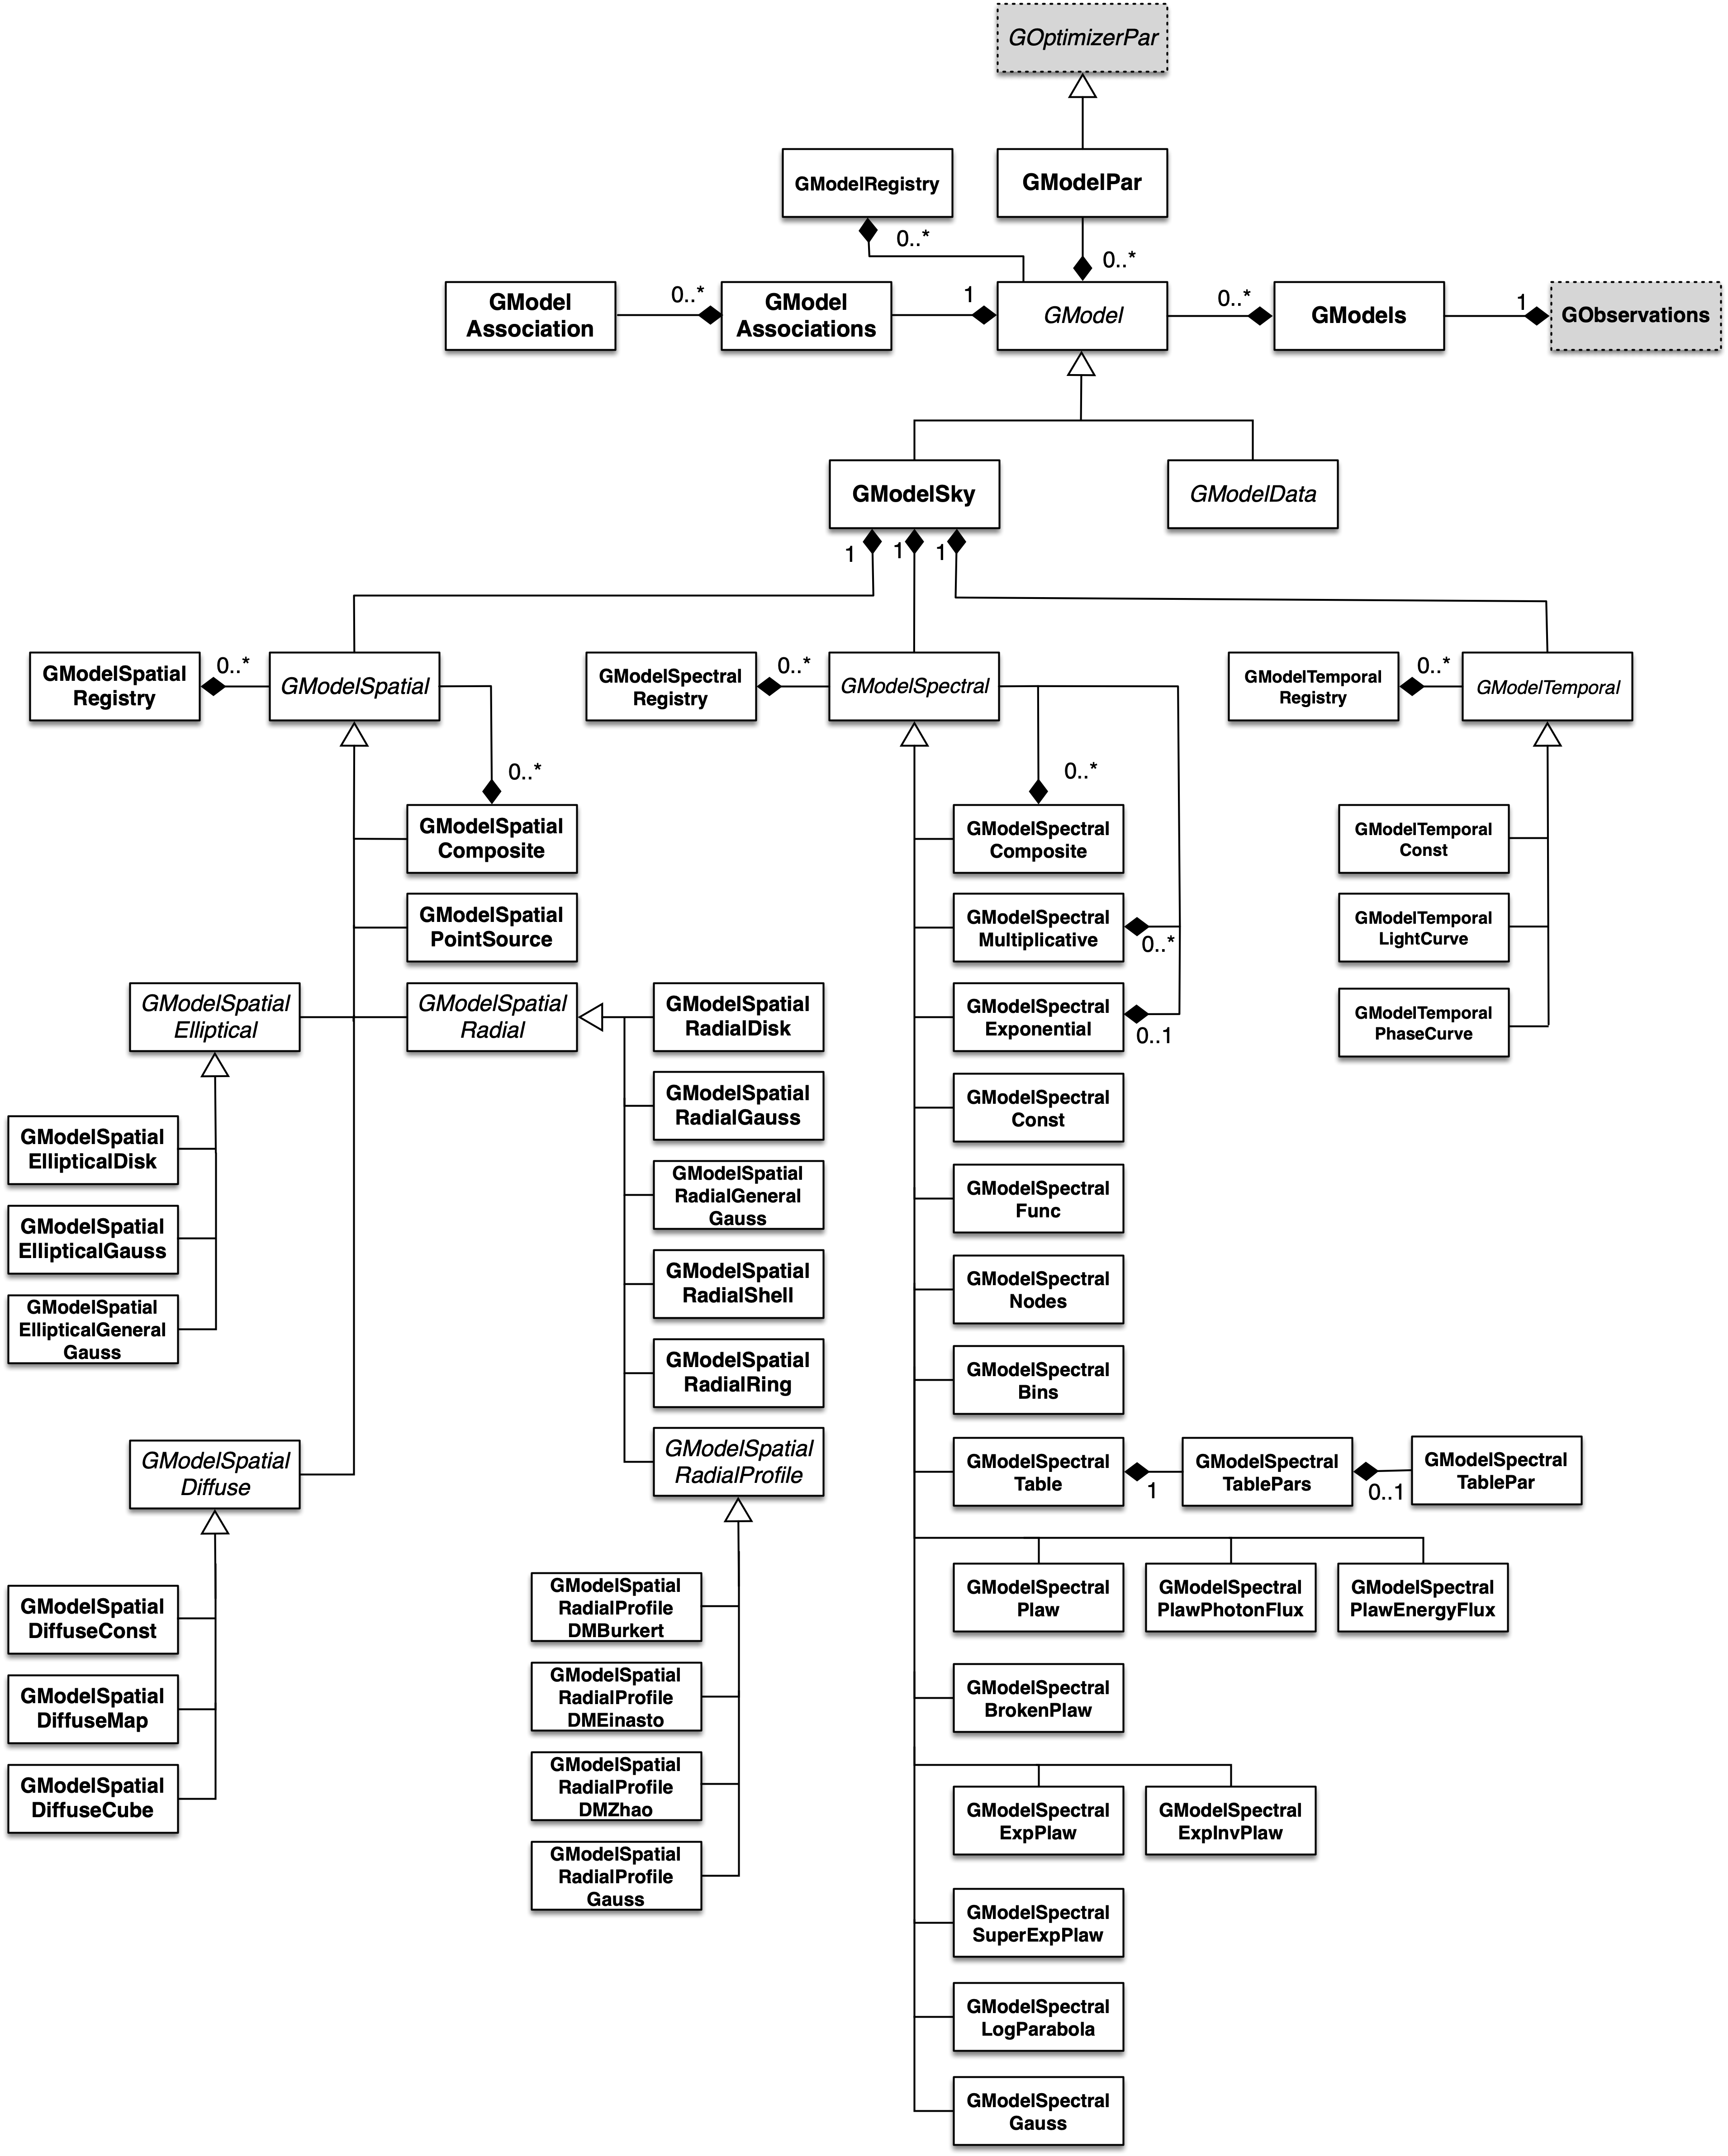 GOptimizerPar
GModelRegistry
GModelPar
0..*
0..*
GModel
Association
0..*
GModel
Associations
1
GModel
0..*
GModels
1
GObservations
GModelSky
GModelData
1
1
1
GModelSpatial
Registry
0..*
GModelSpatial
GModelSpectral
Registry
0..*
GModelSpectral
GModelTemporal
Registry
0..*
GModelTemporal
0..*
0..*
GModelSpatial
Composite
GModelSpectral
Composite
GModelTemporal
Const
GModelSpatial
PointSource
GModelSpectral
Multiplicative
0..*
GModelTemporal
LightCurve
GModelSpatial
Elliptical
GModelSpatial
Radial
GModelSpatial
RadialDisk
GModelSpectral
Exponential
0..1
GModelTemporal
PhaseCurve
GModelSpatial
EllipticalDisk
GModelSpatial
RadialGauss
GModelSpectral
Const
GModelSpatial
EllipticalGauss
GModelSpatial
RadialGeneral
Gauss
GModelSpectral
Func
GModelSpatial
EllipticalGeneral
Gauss
GModelSpatial
RadialShell
GModelSpectral
Nodes
GModelSpatial
RadialRing
GModelSpectral
Bins
GModelSpatial
Diffuse
GModelSpatial
RadialProfile
GModelSpectral
Table
1
GModelSpectral
TablePars
0..1
GModelSpectral
TablePar
GModelSpatial
DiffuseConst
GModelSpatial
RadialProfile
DMBurkert
GModelSpectral
Plaw
GModelSpectral
PlawPhotonFlux
GModelSpectral
PlawEnergyFlux
GModelSpatial
DiffuseMap
GModelSpatial
RadialProfile
DMEinasto
GModelSpectral
BrokenPlaw
GModelSpatial
DiffuseCube
GModelSpatial
RadialProfile
DMZhao
GModelSpectral
ExpPlaw
GModelSpectral
ExpInvPlaw
GModelSpatial
RadialProfile
Gauss
GModelSpectral
SuperExpPlaw
GModelSpectral
LogParabola
GModelSpectral
Gauss